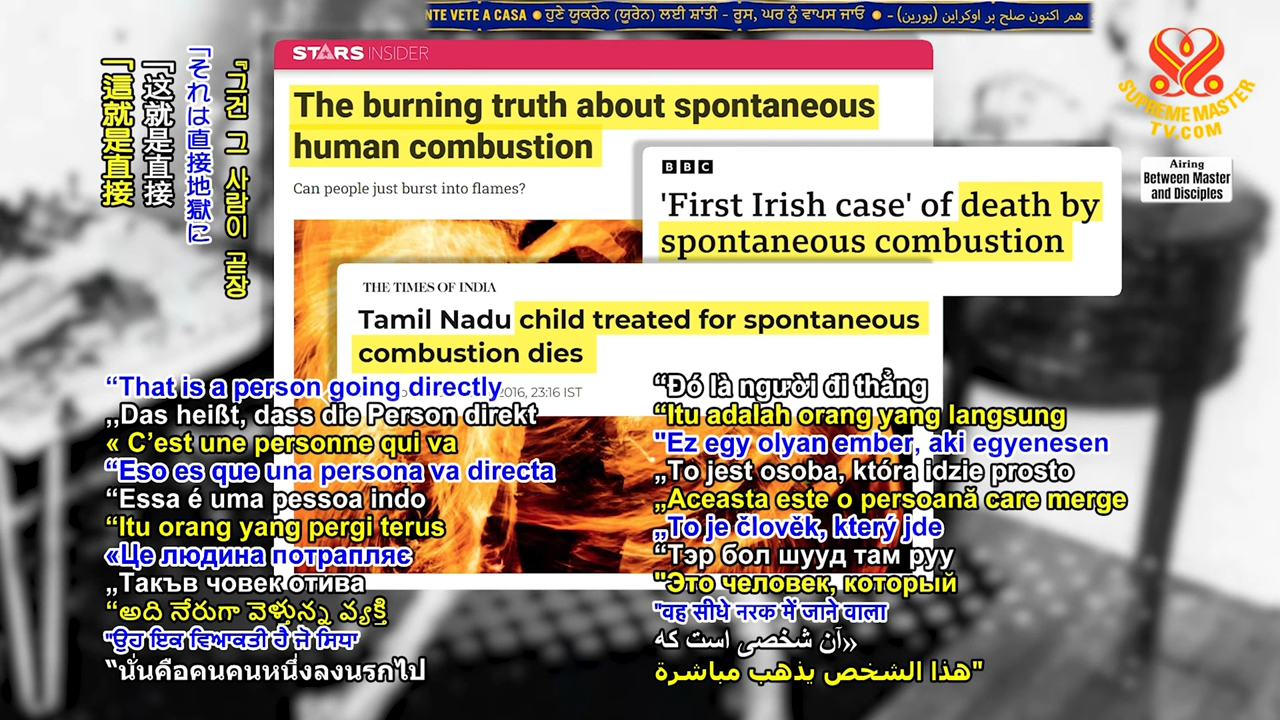 NTE VETE A CASA ● ਹੁਣੇ ਯੂਕਰੇਨ (ਯੂਰੇਨ) ਲਈ ਸ਼ਾਂਤੀ - ਰੂਸ, ਘਰ ਨੂੰ ਵਾਪਸ ਜਾਓ ● هم اکنون صلح بر اوکراین (یورین) -
STARS INSIDER
The burning truth about spontaneous
human combustion
Can people just burst into flames?
BBC
'First Irish case' of death by
spontaneous combustion
THE TIMES OF INDIA
Tamil Nadu child treated for spontaneous
combustion dies
2016, 23:16 IST
SUPREME MASTER
TV.COM
Airing
Between Master
and Disciples
「這就是直接
「这就是直接
「それは直接地獄に
『그건 그 사람이 곧장
“That is a person going directly
„Das heißt, dass die Person direkt
« C’est une personne qui va
“Eso es que una persona va directa
“Essa é uma pessoa indo
“Itu orang yang pergi terus
«Це людина потрапляє
„Такъв човек отива
“అది నేరుగా వెళ్తున్న వ్యక్తి
"ਉਹ ਇਕ ਵਿਅਕਤੀ ਹੈ ਜੋ ਸਿਧਾ
“นั่นคือคนคนหนึ่งลงนรกไป
“Đó là người đi thẳng
“Itu adalah orang yang langsung
"Ez egy olyan ember, aki egyenesen
„To jest osoba, która idzie prosto
„Aceasta este o persoană care merge
„To je člověk, který jde
“Тэр бол шууд там руу
"Это человек, который
"वह सीधे नरक में जाने वाला
«آن شخصی است که
"هذا الشخص يذهب مباشرة